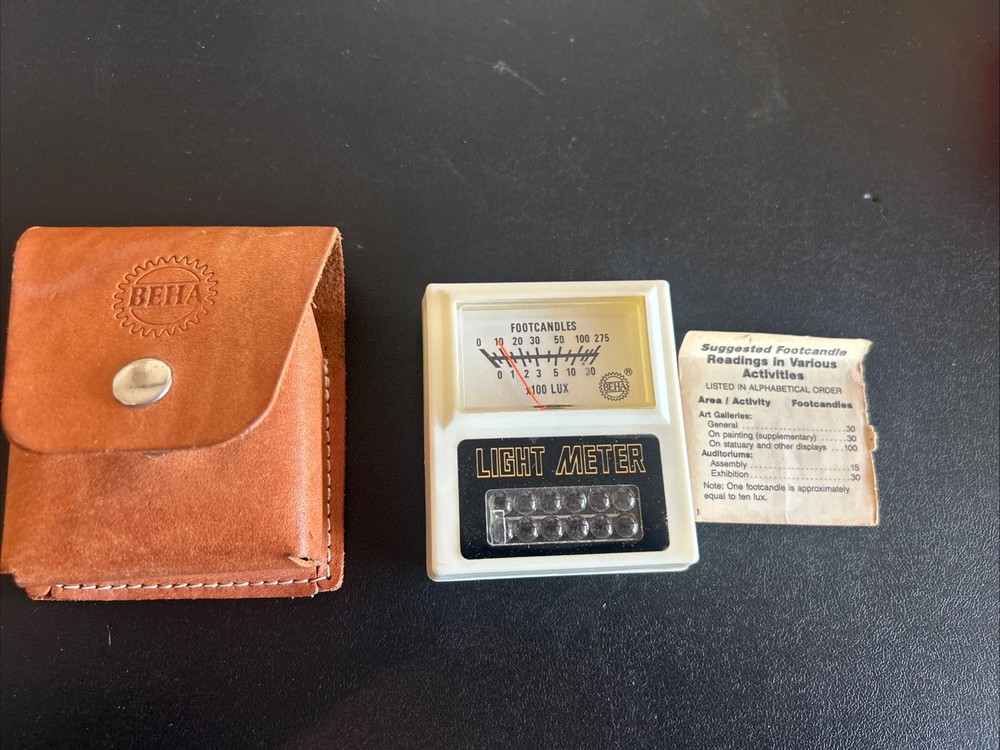 BEHA
FOOTCANDLES
0 10 20 30 50 100 275
0 1 2 3 5 10 30
x100 LUX
BEHA ®
LIGHT METER
Suggested Footcandle
Readings in Various
Activities
LISTED IN ALPHABETICAL ORDER
Area / Activity Footcandles
Art Galleries:
General 30
On painting (supplementary) 30
On statuary and other displays 100
Auditoriums:
Assembly 15
Exhibition 30
Note: One footcandle is approximately
equal to ten lux.